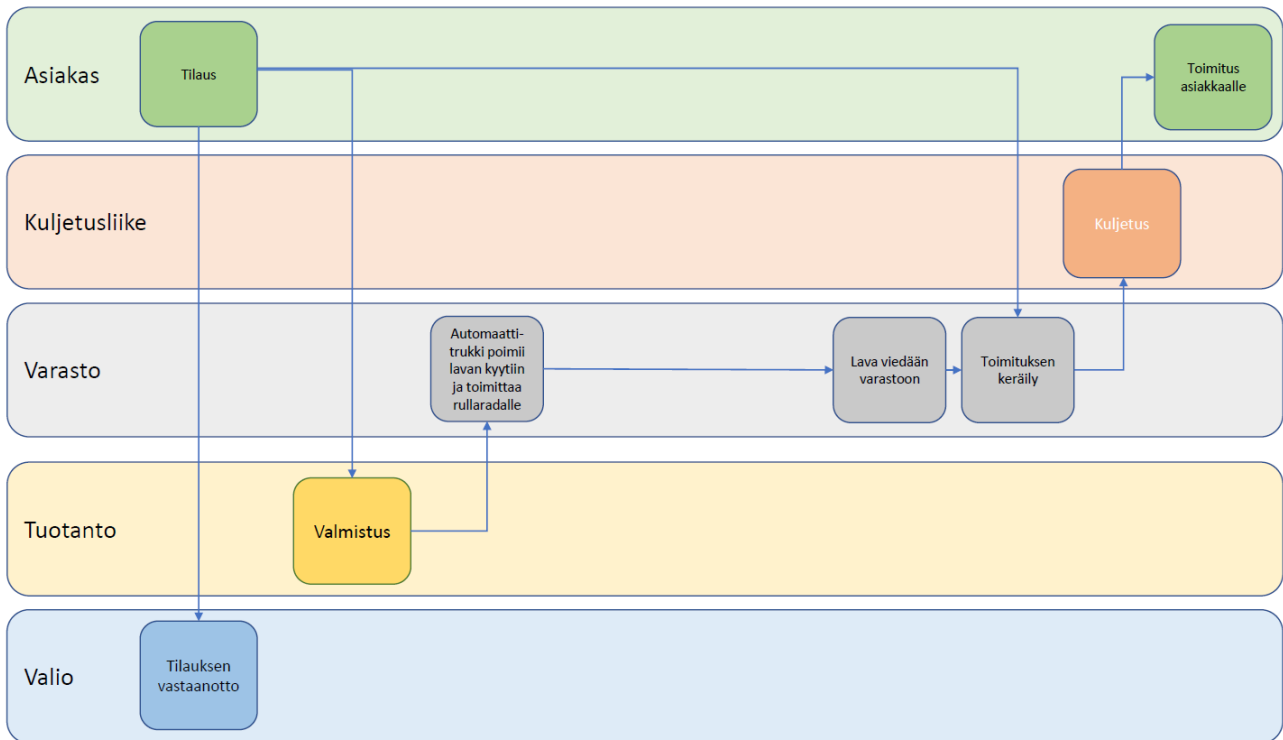 Asiakas
Tilaus
Toimitus
asiakkaalle
Kuljetusliike
Kuljetus
Varasto
Automaatti-
trukki poimii
lavan kyytiin
ja toimittaa
rullaradalle
Lava viedään
varastoon
Toimituksen
keräily
Tuotanto
Valmistus
Valio
Tilauksen
vastaanotto